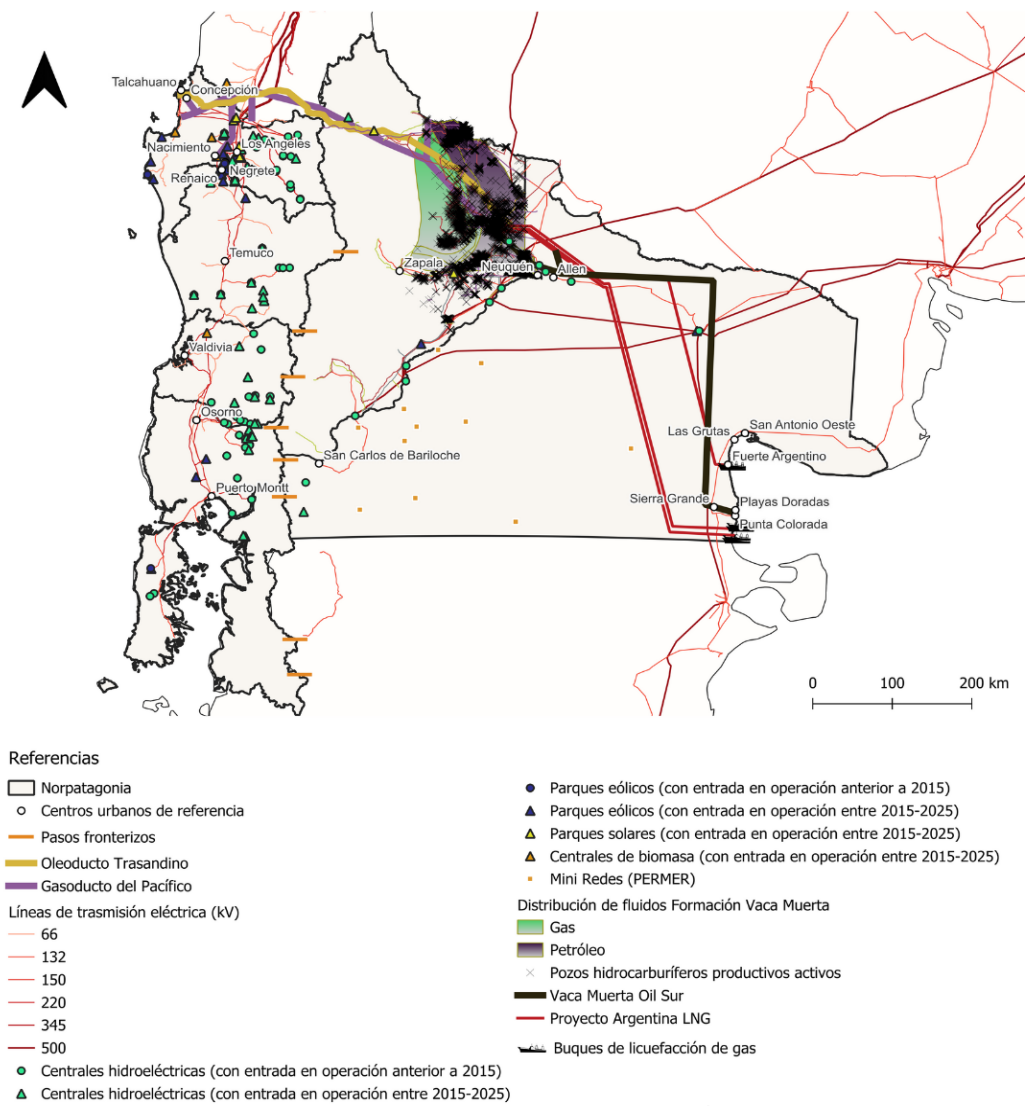 Talcahuano
Concepción
Nacimiento
Los Angeles
Renaico
Negrete
Temuco
Zapala
Neuquén
Allen
Valdivia
Osorno
San Carlos de Bariloche
Puerto Montt
Las Grutas
San Antonio Oeste
Fuerte Argentino
Sierra Grande
Playas Doradas
Punta Colorada
0 100 200 km
Referencias
Norpatagonia
Centros urbanos de referencia
Pasos fronterizos
Oleoducto Trasandino
Gasoducto del Pacífico
Líneas de trasmisión eléctrica (kV)
66
132
150
220
345
500
Centrales hidroeléctricas (con entrada en operación anterior a 2015)
Centrales hidroeléctricas (con entrada en operación entre 2015-2025)
Parques eólicos (con entrada en operación anterior a 2015)
Parques eólicos (con entrada en operación entre 2015-2025)
Parques solares (con entrada en operación entre 2015-2025)
Centrales de biomasa (con entrada en operación entre 2015-2025)
Mini Redes (PERMER)
Distribución de fluidos Formación Vaca Muerta
Gas
Petróleo
Pozos hidrocarburíferos productivos activos
Vaca Muerta Oil Sur
Proyecto Argentina LNG
Buques de licuefacción de gas